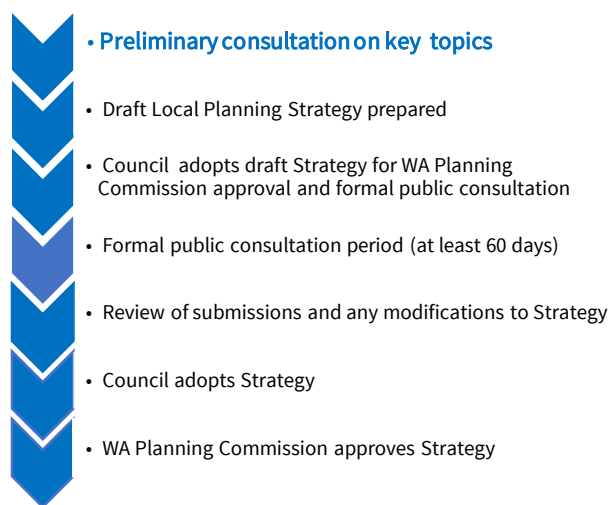 • Preliminary consultation on key topics
• Draft Local Planning Strategy prepared
• Council adopts draft Strategy for WA Planning
Commission approval and formal public consultation
• Formal public consultation period (at least 60 days)
• Review of submissions and any modifications to Strategy
• Council adopts Strategy
• WA Planning Commission approves Strategy